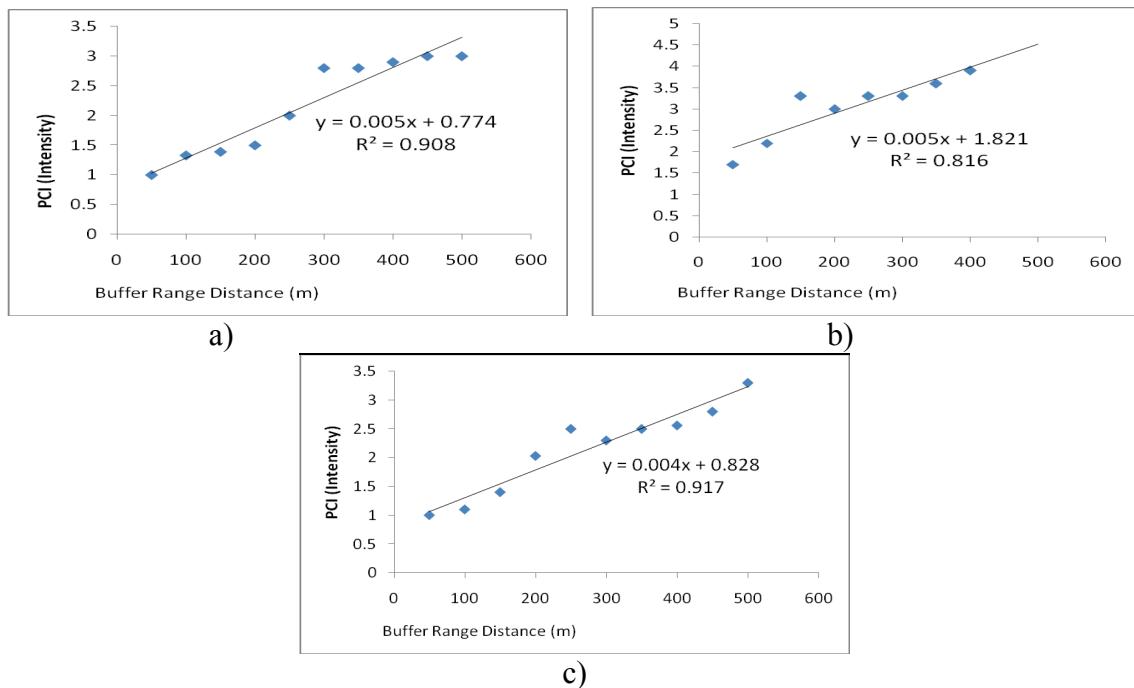 3.5
3
2.5
2
1.5
1
0.5
0
PCI (Intensity)
y = 0.005x + 0.774
R² = 0.908
0 100 200 300 400 500 600
Buffer Range Distance (m)
a)
5
4.5
4
3.5
3
2.5
2
1.5
1
0.5
0
PCI (Intensity)
y = 0.005x + 1.821
R² = 0.816
0 100 200 300 400 500 600
Buffer Range Distance (m)
b)
3.5
3
2.5
2
1.5
1
0.5
0
PCI (Intensity)
y = 0.004x + 0.828
R² = 0.917
0 100 200 300 400 500 600
Buffer Range Distance (m)
c)